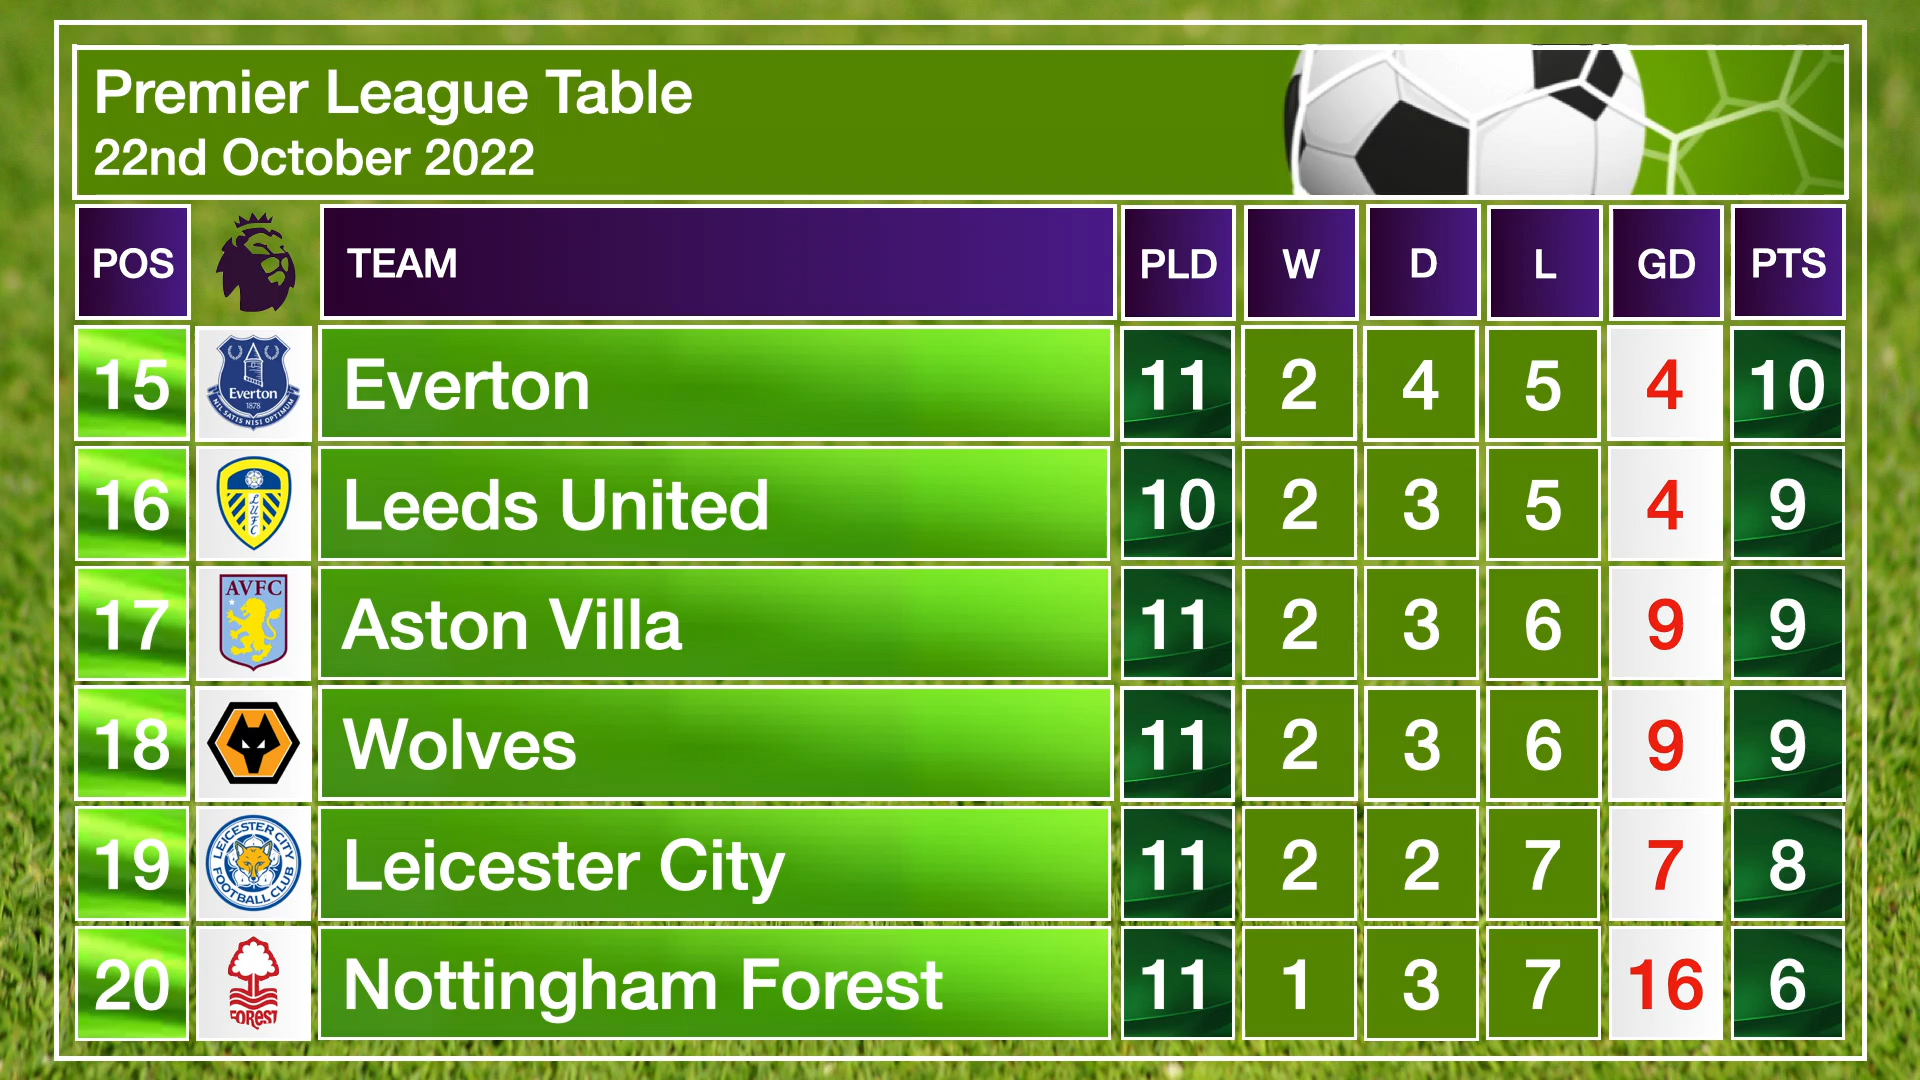 Premier League Table
22nd October 2022
POS TEAM PLD W D L GD PTS
15 Everton 1878 NIL SATIS NISI OPTIMUM Everton 11 2 4 5 4 10
16 LUFC Leeds United 10 2 3 5 4 9
17 AVFC Aston Villa 11 2 3 6 9 9
18 Wolves 11 2 3 6 9 9
19 LEICESTER CITY FOOTBALL CLUB Leicester City 11 2 2 7 7 8
20 FOREST Nottingham Forest 11 1 3 7 16 6